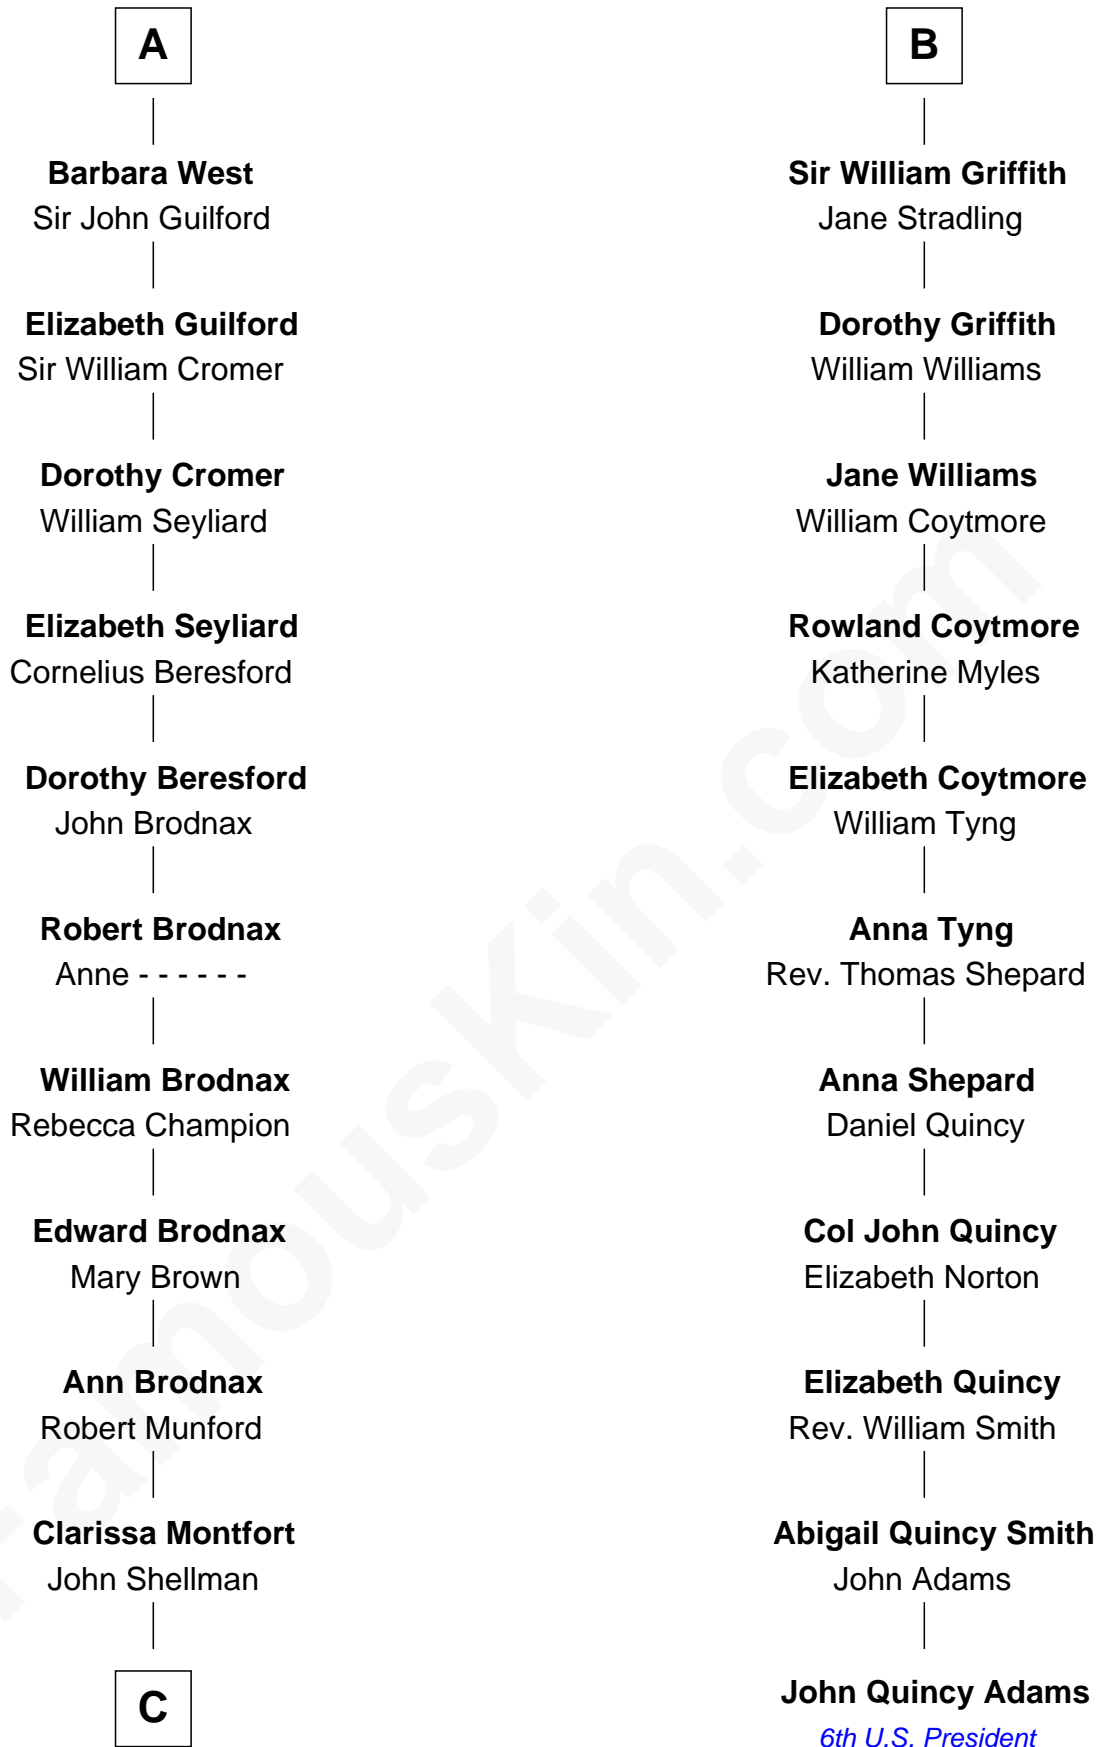 A
Barbara West
Sir John Guilford
Elizabeth Guilford
Sir William Cromer
Dorothy Cromer
William Seyliard
Elizabeth Seyliard
Cornelius Beresford
Dorothy Beresford
John Brodnax
Robert Brodnax
Anne - - - - - -
William Brodnax
Rebecca Champion
Edward Brodnax
Mary Brown
Ann Brodnax
Robert Munford
Clarissa Montfort
John Shellman
C
B
Sir William Griffith
Jane Stradling
Dorothy Griffith
William Williams
Jane Williams
William Coytmore
Rowland Coytmore
Katherine Myles
Elizabeth Coytmore
William Tyng
Anna Tyng
Rev. Thomas Shepard
Anna Shepard
Daniel Quincy
Col John Quincy
Elizabeth Norton
Elizabeth Quincy
Rev. William Smith
Abigail Quincy Smith
John Adams
John Quincy Adams
6th U.S. President
FamousKin.com